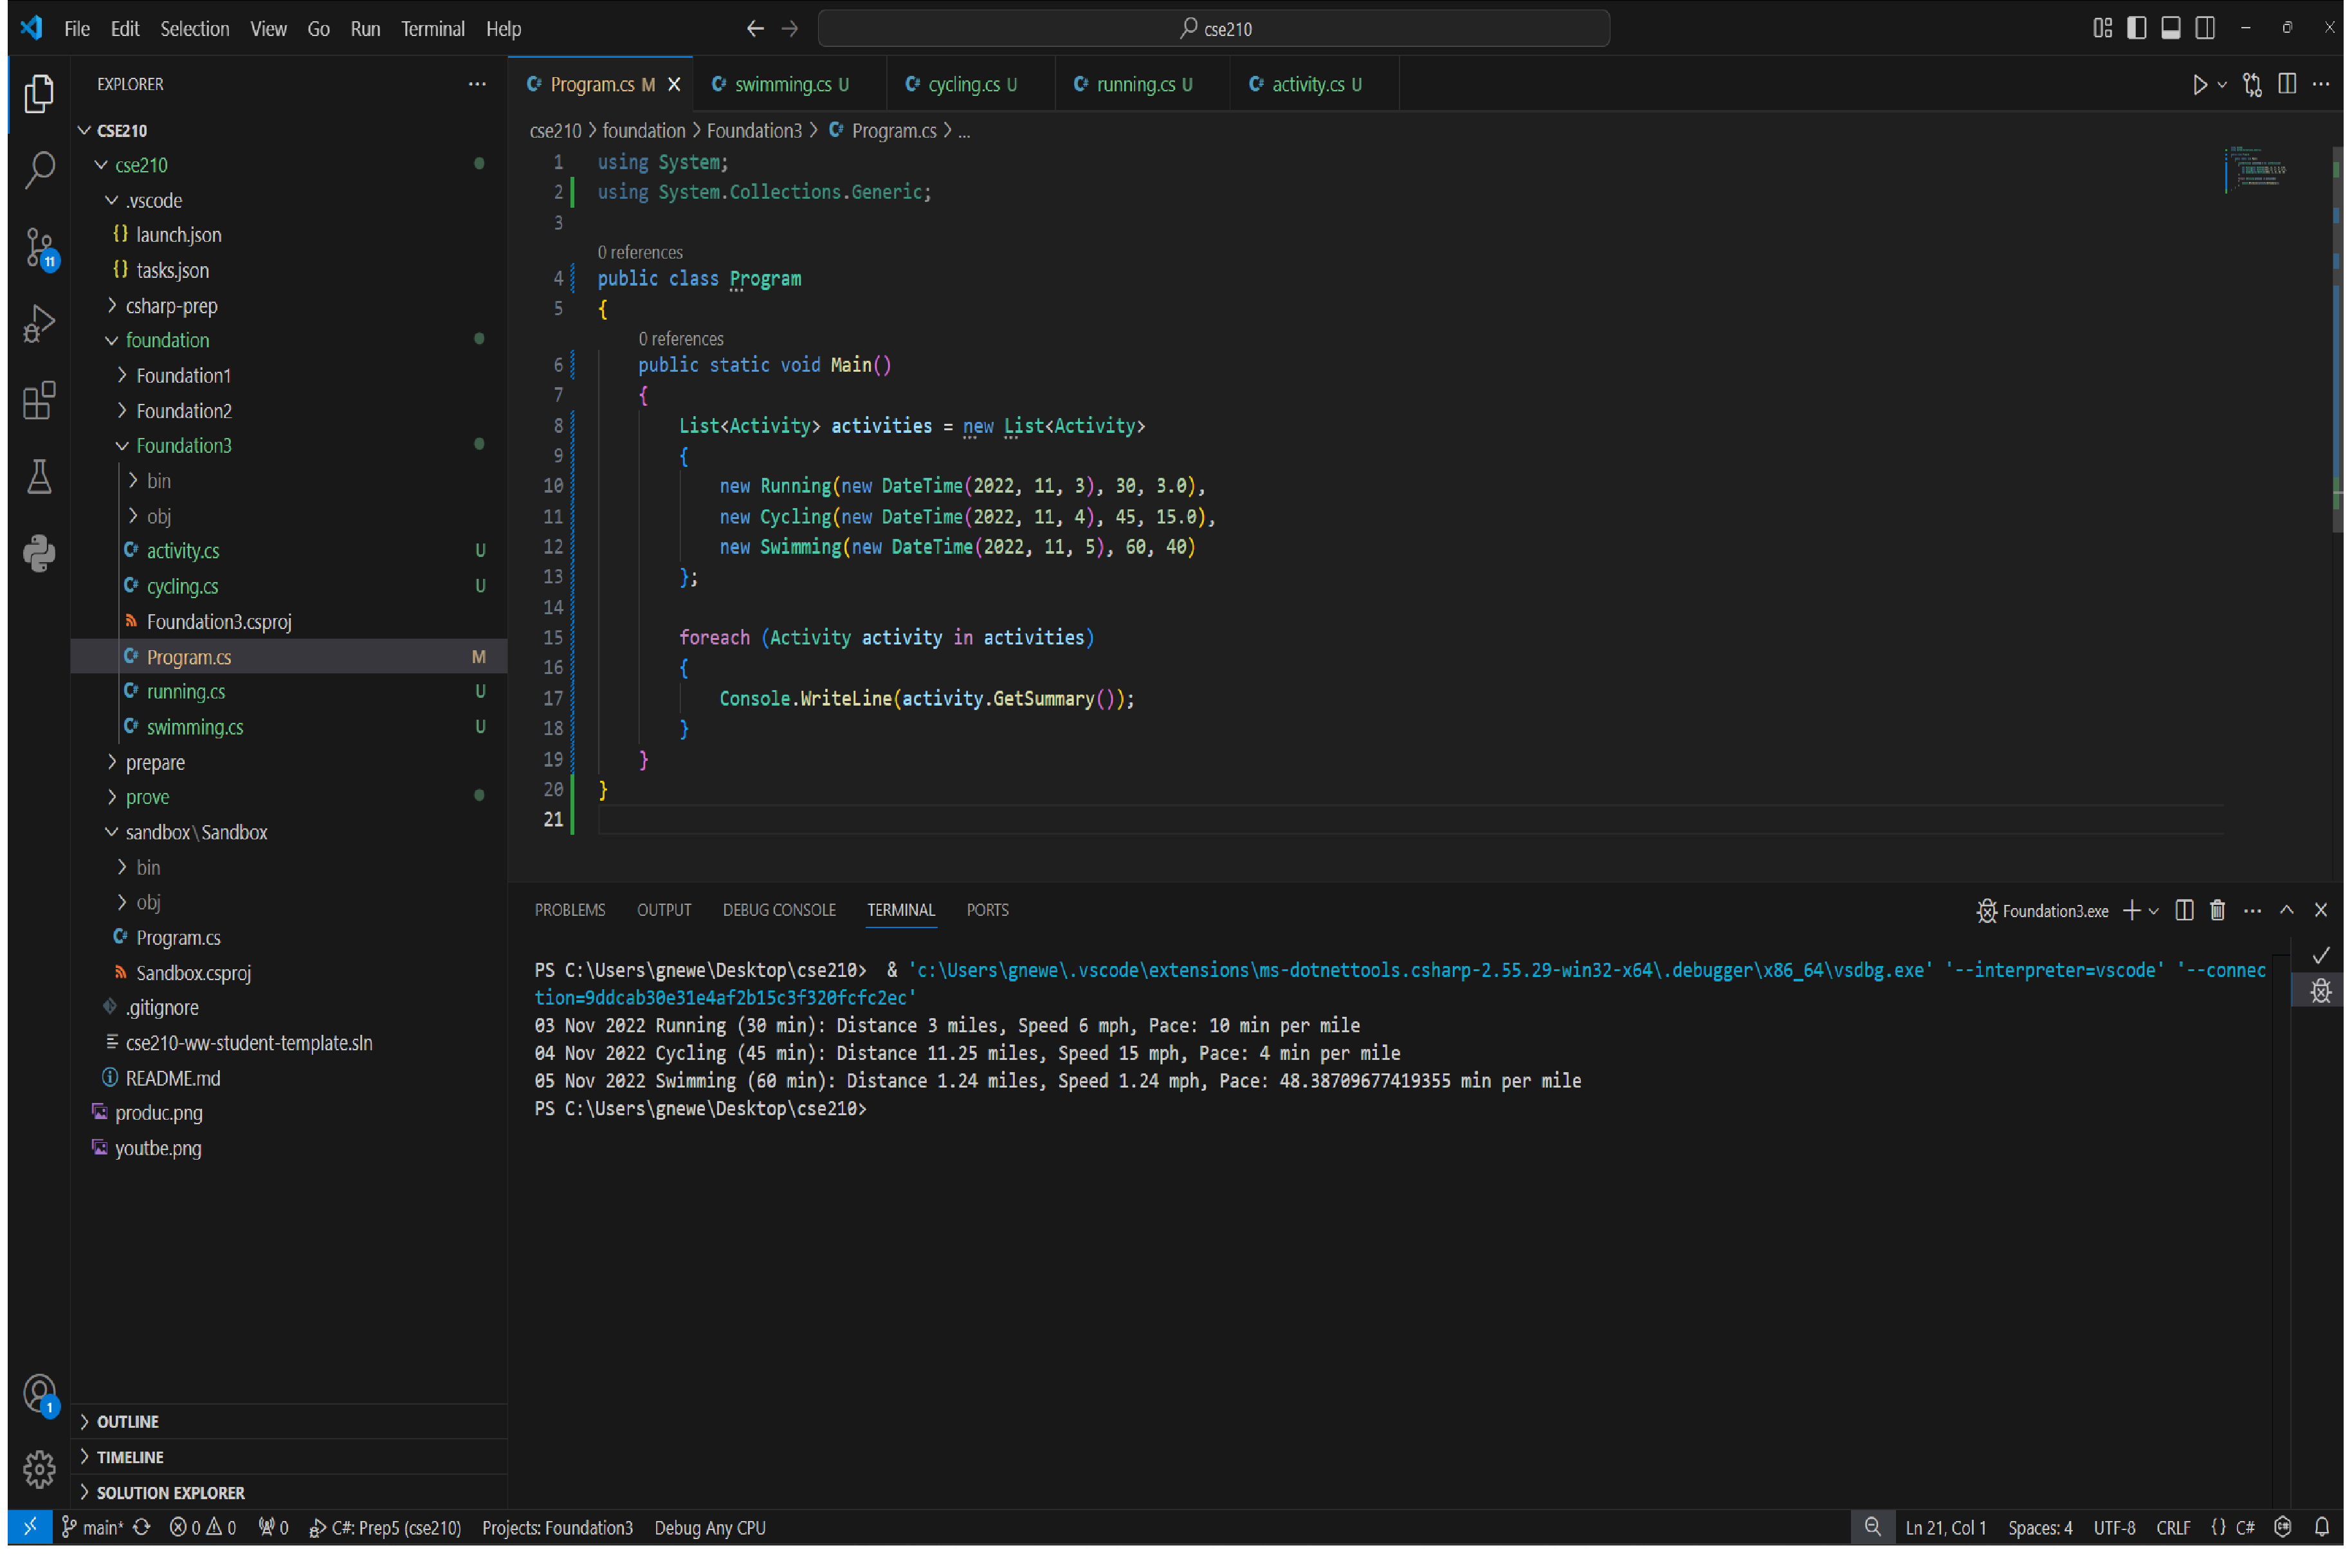 File Edit Selection View Go Run Terminal Help
cse210
EXPLORER
CSE210
cse210
.vscode
{} launch.json
{} tasks.json
csharp-prep
foundation
Foundation1
Foundation2
Foundation3
bin
obj
C# activity.cs U
C# cycling.cs U
Foundation3.csproj
C# Program.cs M
C# running.cs U
C# swimming.cs U
prepare
prove
sandbox\Sandbox
bin
obj
C# Program.cs
Sandbox.csproj
.gitignore
cse210-ww-student-template.sln
README.md
produc.png
youtbe.png
OUTLINE
TIMELINE
SOLUTION EXPLORER
11
1
C# Program.cs M C# swimming.cs U C# cycling.cs U C# running.cs U C# activity.cs U
cse210 > foundation > Foundation3 > C# Program.cs > ...
1 using System;
2 using System.Collections.Generic;
3
0 references
4 public class Program
5 {
0 references
6 public static void Main()
7 {
8 List<Activity> activities = new List<Activity>
9 {
10 new Running(new DateTime(2022, 11, 3), 30, 3.0),
11 new Cycling(new DateTime(2022, 11, 4), 45, 15.0),
12 new Swimming(new DateTime(2022, 11, 5), 60, 40)
13 };
14
15 foreach (Activity activity in activities)
16 {
17 Console.WriteLine(activity.GetSummary());
18 }
19 }
20 }
21
PROBLEMS OUTPUT DEBUG CONSOLE TERMINAL PORTS
Foundation3.exe
PS C:\Users\gnewe\Desktop\cse210> & 'c:\Users\gnewe\.vscode\extensions\ms-dotnettools.csharp-2.55.29-win32-x64\.debugger\x86_64\vsdbg.exe' '--interpreter=vscode' '--connec
tion=9ddcab30e31e4af2b15c3f320fcfc2ec'
03 Nov 2022 Running (30 min): Distance 3 miles, Speed 6 mph, Pace: 10 min per mile
04 Nov 2022 Cycling (45 min): Distance 11.25 miles, Speed 15 mph, Pace: 4 min per mile
05 Nov 2022 Swimming (60 min): Distance 1.24 miles, Speed 1.24 mph, Pace: 48.38709677419355 min per mile
PS C:\Users\gnewe\Desktop\cse210>
main* 0 0 0 C#: Prep5 (cse210) Projects: Foundation3 Debug Any CPU Ln 21, Col 1 Spaces: 4 UTF-8 CRLF {} C#